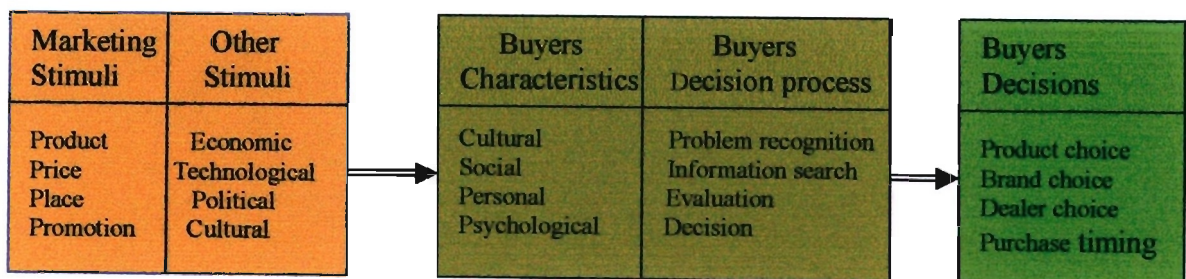 Marketing
Stimuli
Product
Price
Place
Promotion
Other
Stimuli
Economic
Technological
Political
Cultural
Buyers
Characteristics
Cultural
Social
Personal
Psychological
Buyers
Decision process
Problem recognition
Information search
Evaluation
Decision
Buyers
Decisions
Product choice
Brand choice
Dealer choice
Purchase timing